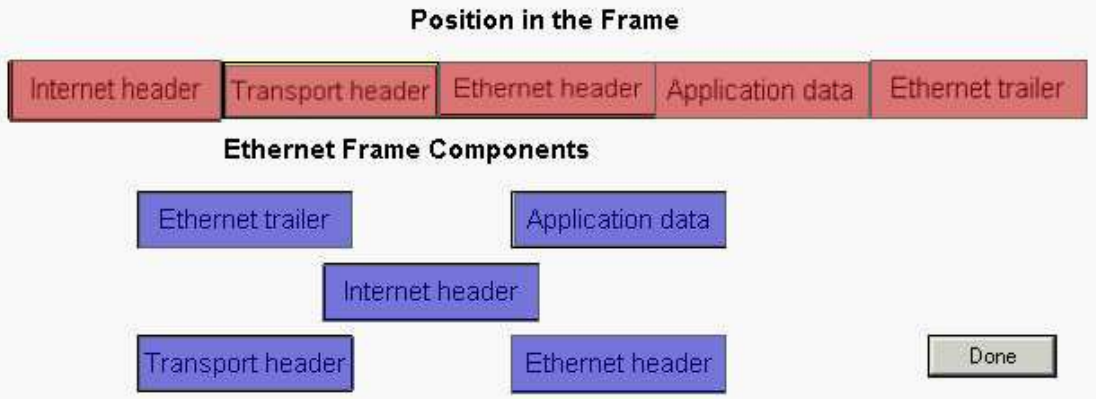 Position in the Frame
Internet header Transport header Ethernet header Application data Ethernet trailer
Ethernet Frame Components
Ethernet trailer Application data
Internet header
Transport header Ethernet header Done